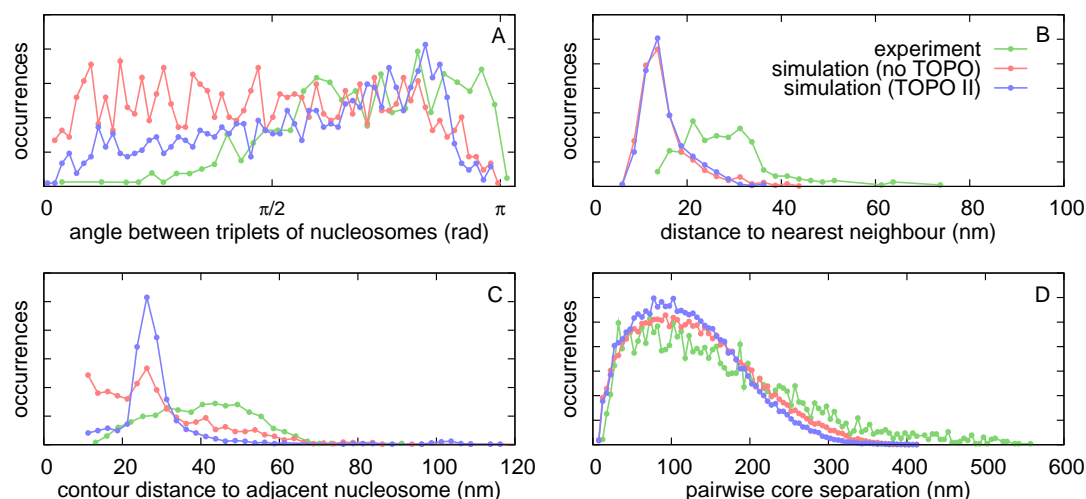 A
occurrences
0
π/2
π
angle between triplets of nucleosomes (rad)
B
experiment
simulation (no TOPO)
simulation (TOPO II)
occurrences
0 20 40 60 80 100
distance to nearest neighbour (nm)
C
occurrences
0 20 40 60 80 100 120
contour distance to adjacent nucleosome (nm)
D
occurrences
0 100 200 300 400 500 600
pairwise core separation (nm)